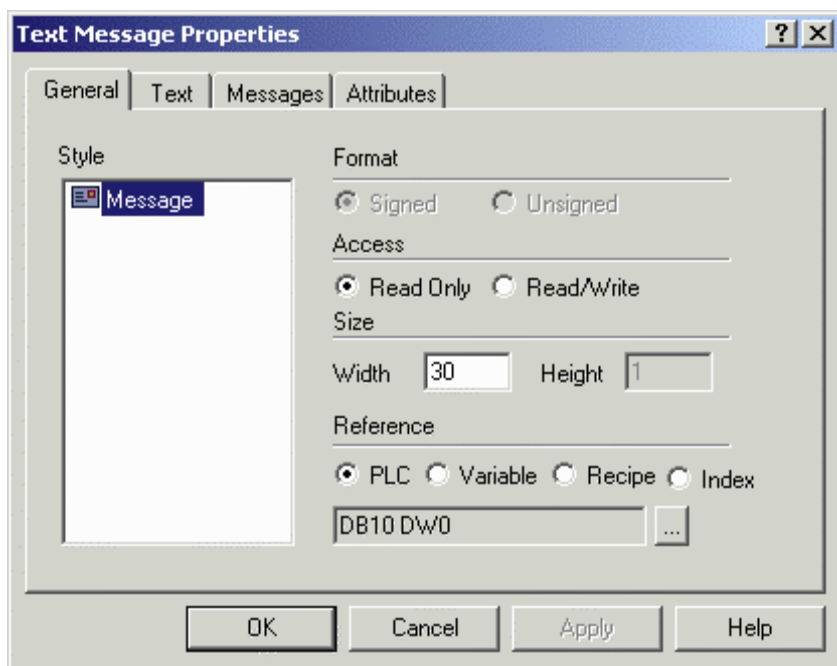 Text Message Properties
General Text Messages Attributes
Style
Message
Format
Signed Unsigned
Access
Read Only Read/Write
Size
Width 30 Height 1
Reference
PLC Variable Recipe Index
DB10 DW0 ...
OK Cancel Apply Help